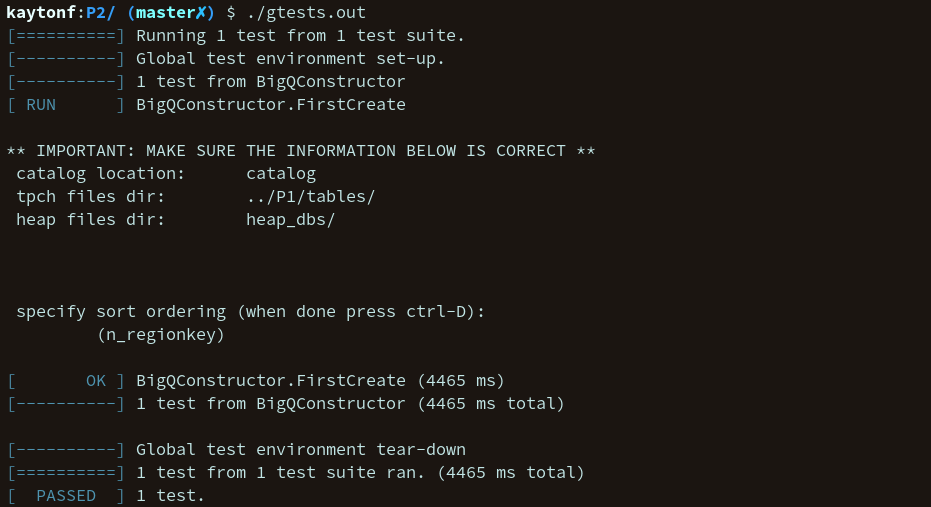 kaytonf:P2/ (master✗) $ ./gtests.out
[==========] Running 1 test from 1 test suite.
[----------] Global test environment set-up.
[----------] 1 test from BigQConstructor
[ RUN      ] BigQConstructor.FirstCreate
** IMPORTANT: MAKE SURE THE INFORMATION BELOW IS CORRECT **
catalog location:      catalog
tpch files dir:        ../P1/tables/
heap files dir:        heap_dbs/
specify sort ordering (when done press ctrl-D):
(n_regionkey)
[       OK ] BigQConstructor.FirstCreate (4465 ms)
[----------] 1 test from BigQConstructor (4465 ms total)
[----------] Global test environment tear-down
[==========] 1 test from 1 test suite ran. (4465 ms total)
[  PASSED  ] 1 test.